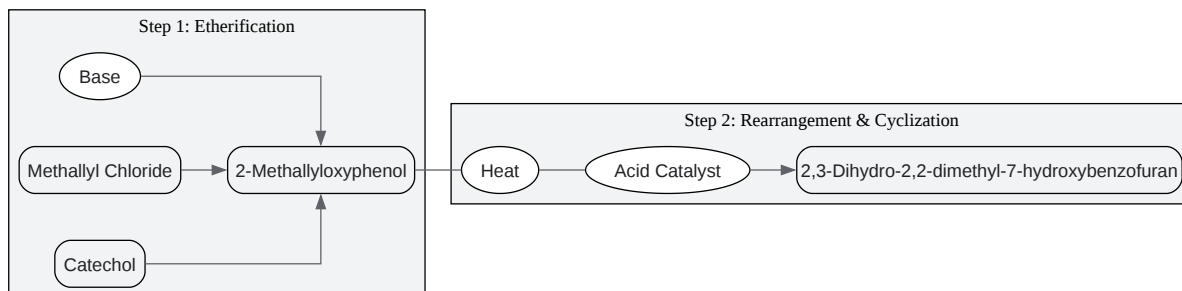 Step 1: Etherification
Base
Methallyl Chloride
2-Methallyloxyphenol
Catechol
Step 2: Rearrangement & Cyclization
Heat
Acid Catalyst
2,3-Dihydro-2,2-dimethyl-7-hydroxybenzofuran